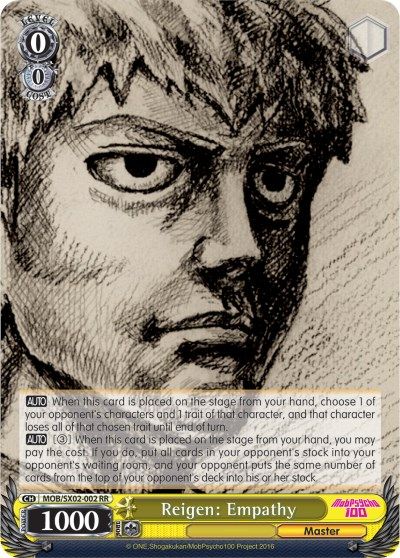 LEVEL
0
0
COST
AUTO When this card is placed on the stage from your hand, choose 1 of
your opponent's characters and 1 trait of that character, and that character
loses all of that chosen trait until end of turn.
AUTO [③] When this card is placed on the stage from your hand, you may
pay the cost. If you do, put all cards in your opponent's stock into your
opponent's waiting room, and your opponent puts the same number of
cards from the top of your opponent's deck into his or her stock.
CH MOB/SX02-002 RR
MobPsycho
100
POWER
1000
SOUL
Reigen: Empathy
Master
© ONE,Shogakukan/MobPsycho100 Project 2016